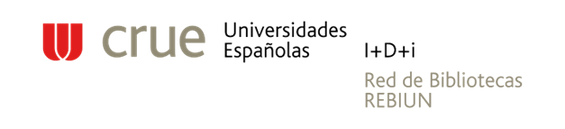 crue
Universidades
Españolas
I+D+i
Red de Bibliotecas
REBIUN